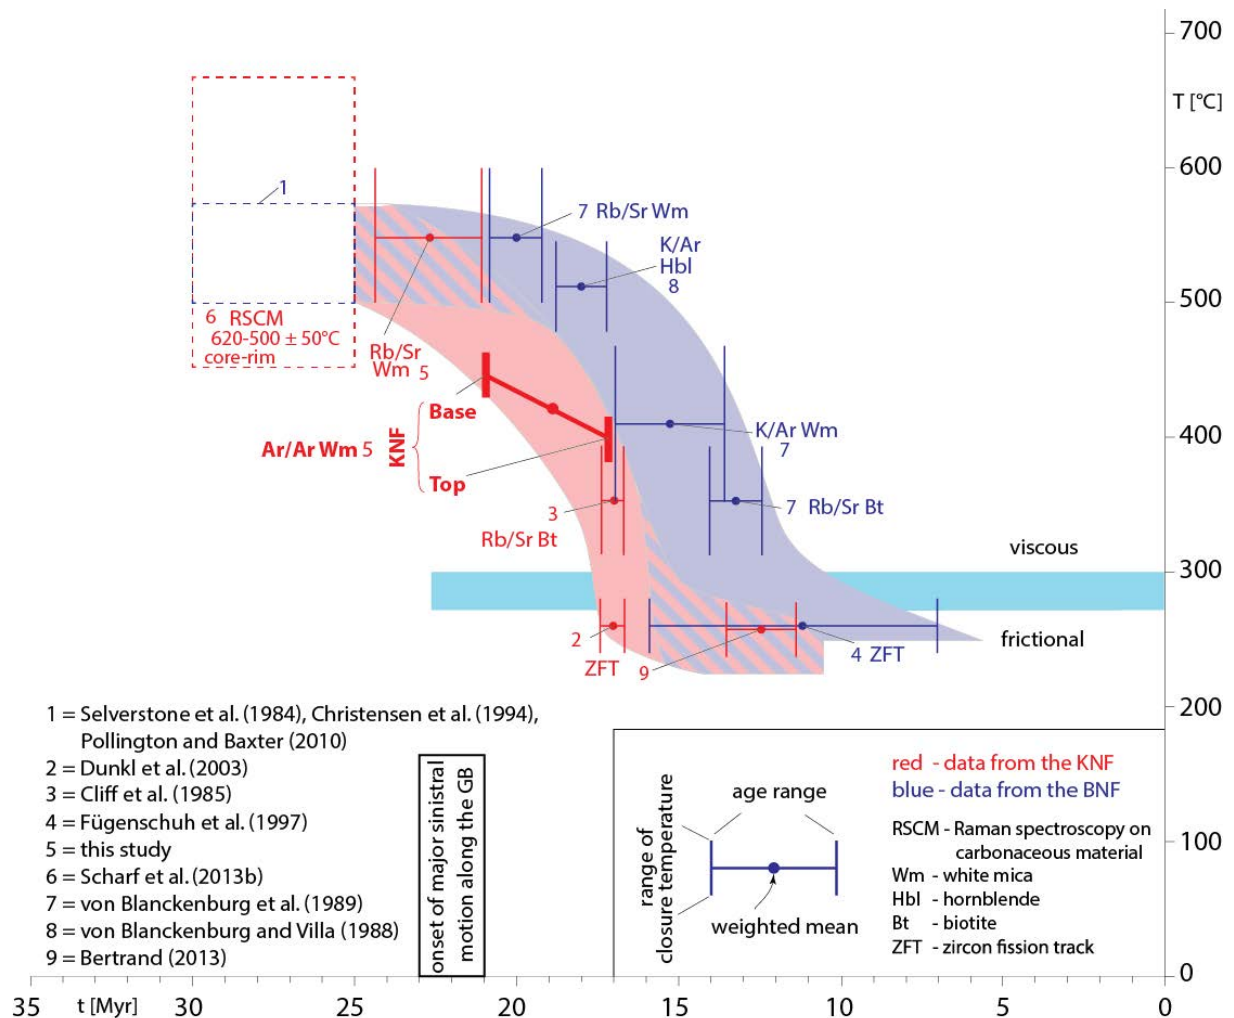 700
T [°C]
600
1
7 Rb/Sr Wm
K/Ar
Hbl
8
500
6 RSCM
620-500 ± 50°C
core-rim
Rb/Sr
Wm 5
Base
Ar/Ar Wm 5
KNF
Top
400
K/Ar Wm
7
3
Rb/Sr Bt
7 Rb/Sr Bt
viscous
300
frictional
2
ZFT
9
4 ZFT
200
1 = Selverstone et al. (1984), Christensen et al. (1994),
Pollington and Baxter (2010)
2 = Dunkl et al. (2003)
3 = Cliff et al. (1985)
4 = Fügenschuh et al. (1997)
5 = this study
6 = Scharf et al. (2013b)
7 = von Blanckenburg et al. (1989)
8 = von Blanckenburg and Villa (1988)
9 = Bertrand (2013)
onset of major sinistral
motion along the GB
range of
closure temperature
age range
weighted mean
red - data from the KNF
blue - data from the BNF
RSCM - Raman spectroscopy on
carbonaceous material
Wm - white mica
Hbl - hornblende
Bt - biotite
ZFT - zircon fission track
100
0
35 t [Myr] 30 25 20 15 10 5 0